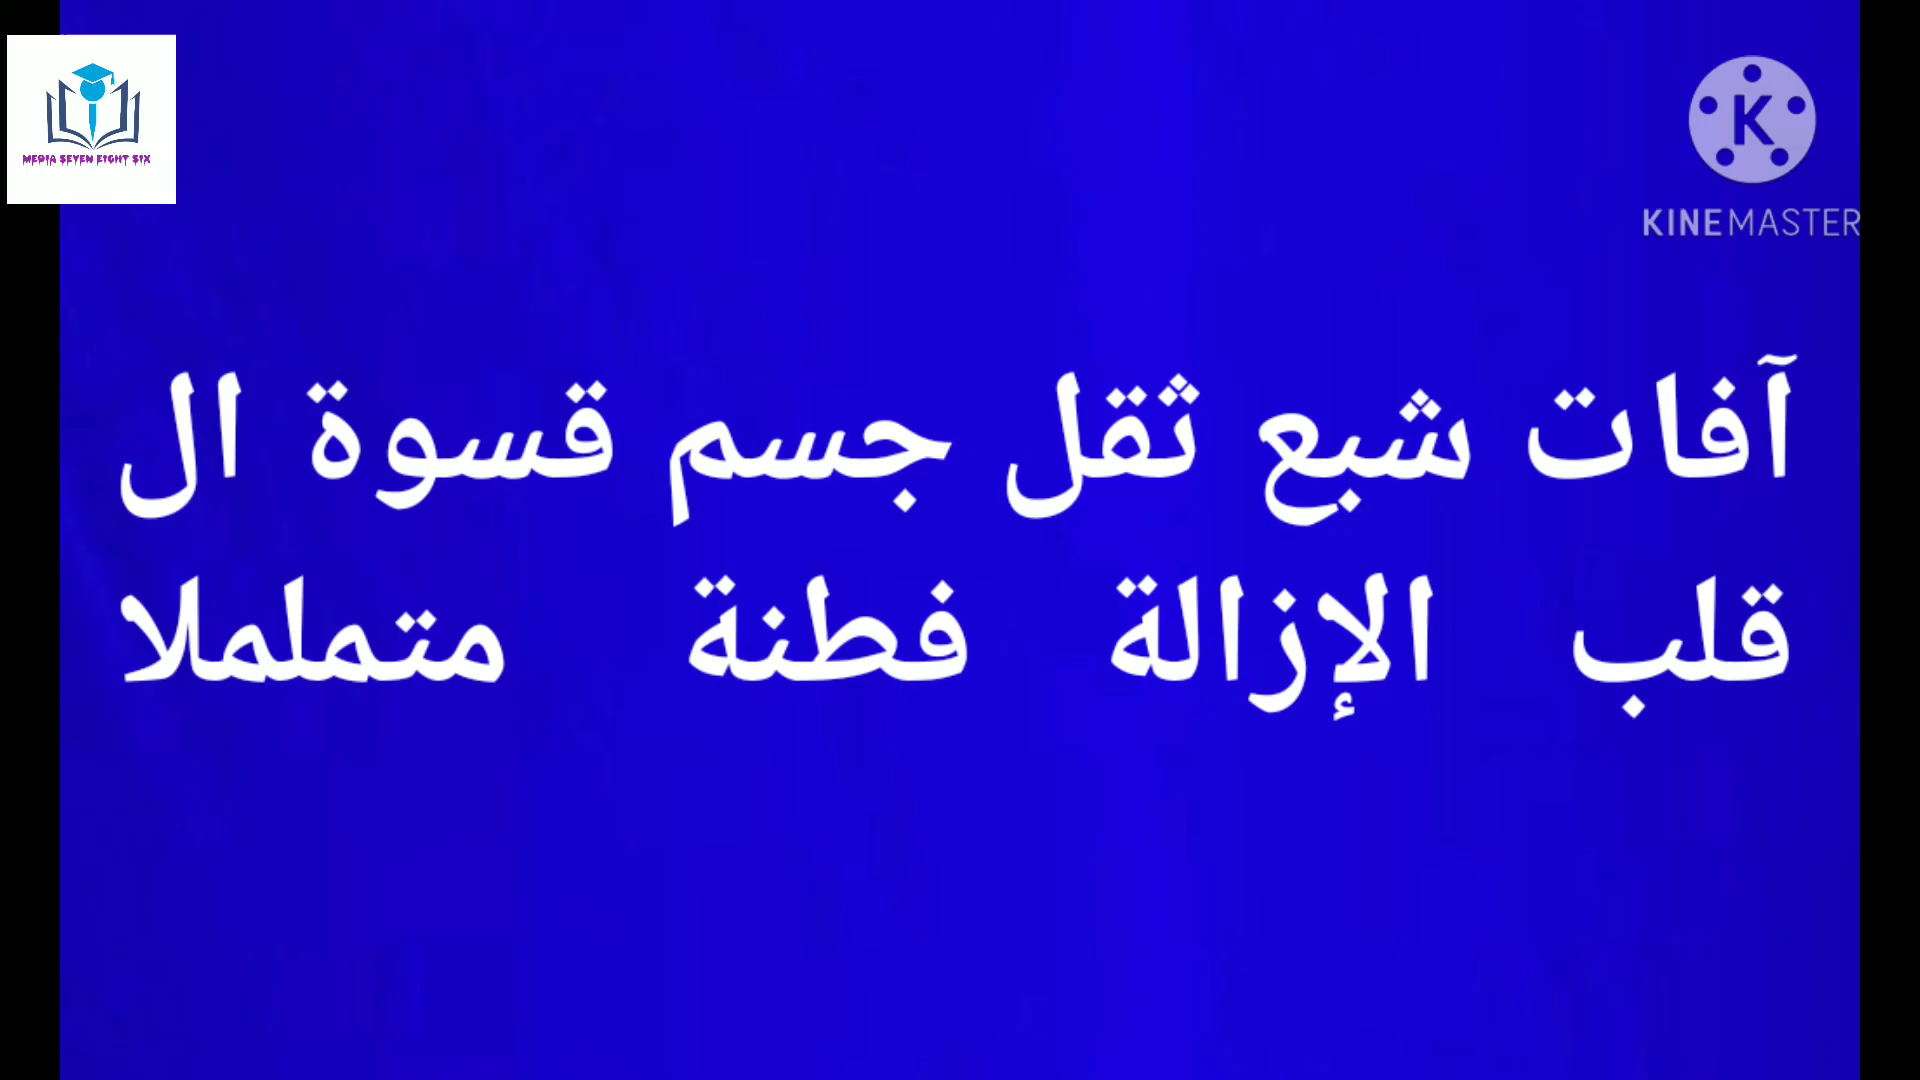 MEDIA SEVEN EIGHT SIX
K
KINEMASTER
آفات شبع ثقل جسم قسوة ال
قلب الإزالة فطنة متململا